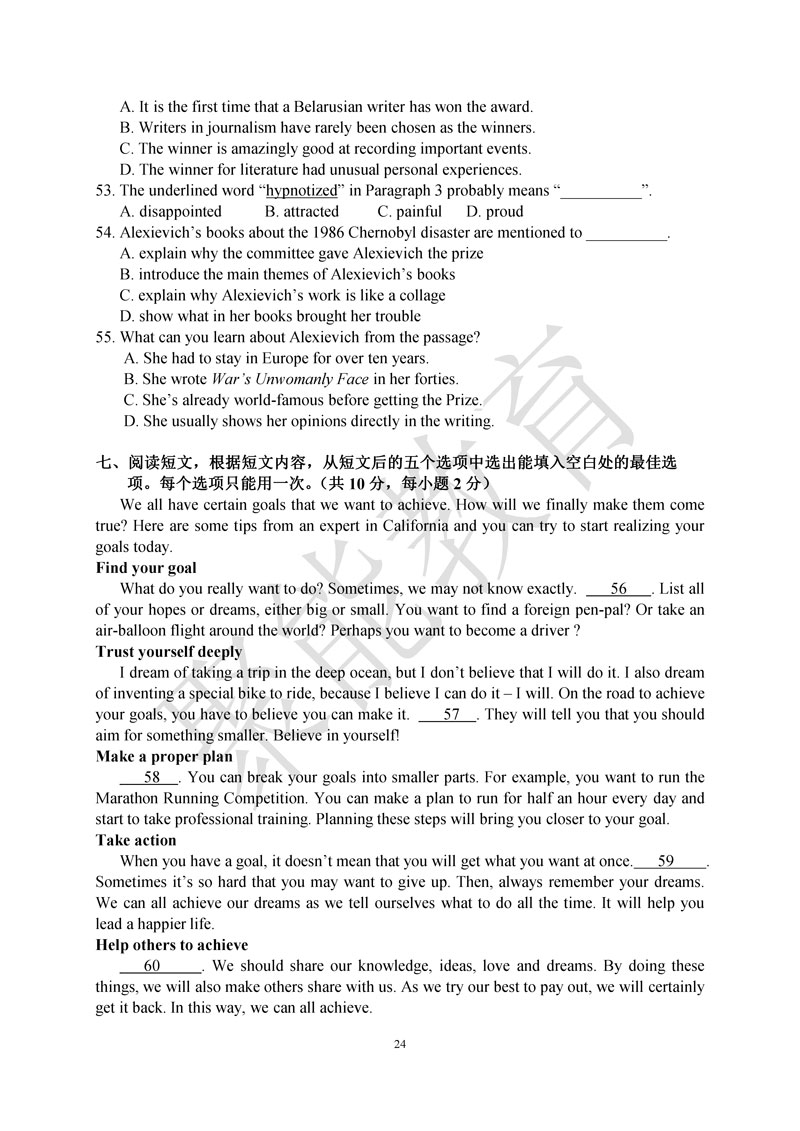 A. It is the first time that a Belarusian writer has won the award.
B. Writers in journalism have rarely been chosen as the winners.
C. The winner is amazingly good at recording important events.
D. The winner for literature had unusual personal experiences.
53. The underlined word “hypnotized” in Paragraph 3 probably means “__________”.
A. disappointed B. attracted C. painful D. proud
54. Alexievich’s books about the 1986 Chernobyl disaster are mentioned to __________.
A. explain why the committee gave Alexievich the prize
B. introduce the main themes of Alexievich’s books
C. explain why Alexievich’s work is like a collage
D. show what in her books brought her trouble
55. What can you learn about Alexievich from the passage?
A. She had to stay in Europe for over ten years.
B. She wrote War’s Unwomanly Face in her forties.
C. She’s already world-famous before getting the Prize.
D. She usually shows her opinions directly in the writing.
七、阅读短文，根据短文内容，从短文后的五个选项中选出能填入空白处的最佳选
项。每个选项只能用一次。（共 10 分，每小题 2 分）
We all have certain goals that we want to achieve. How will we finally make them come
true? Here are some tips from an expert in California and you can try to start realizing your
goals today.
Find your goal
What do you really want to do? Sometimes, we may not know exactly. ___56___. List all
of your hopes or dreams, either big or small. You want to find a foreign pen-pal? Or take an
air-balloon flight around the world? Perhaps you want to become a driver ?
Trust yourself deeply
I dream of taking a trip in the deep ocean, but I don’t believe that I will do it. I also dream
of inventing a special bike to ride, because I believe I can do it – I will. On the road to achieve
your goals, you have to believe you can make it. ___57__. They will tell you that you should
aim for something smaller. Believe in yourself!
Make a proper plan
___58__. You can break your goals into smaller parts. For example, you want to run the
Marathon Running Competition. You can make a plan to run for half an hour every day and
start to take professional training. Planning these steps will bring you closer to your goal.
Take action
When you have a goal, it doesn’t mean that you will get what you want at once.___59____.
Sometimes it’s so hard that you may want to give up. Then, always remember your dreams.
We can all achieve our dreams as we tell ourselves what to do all the time. It will help you
lead a happier life.
Help others to achieve
___60_____. We should share our knowledge, ideas, love and dreams. By doing these
things, we will also make others share with us. As we try our best to pay out, we will certainly
get it back. In this way, we can all achieve.
24
聚能教育